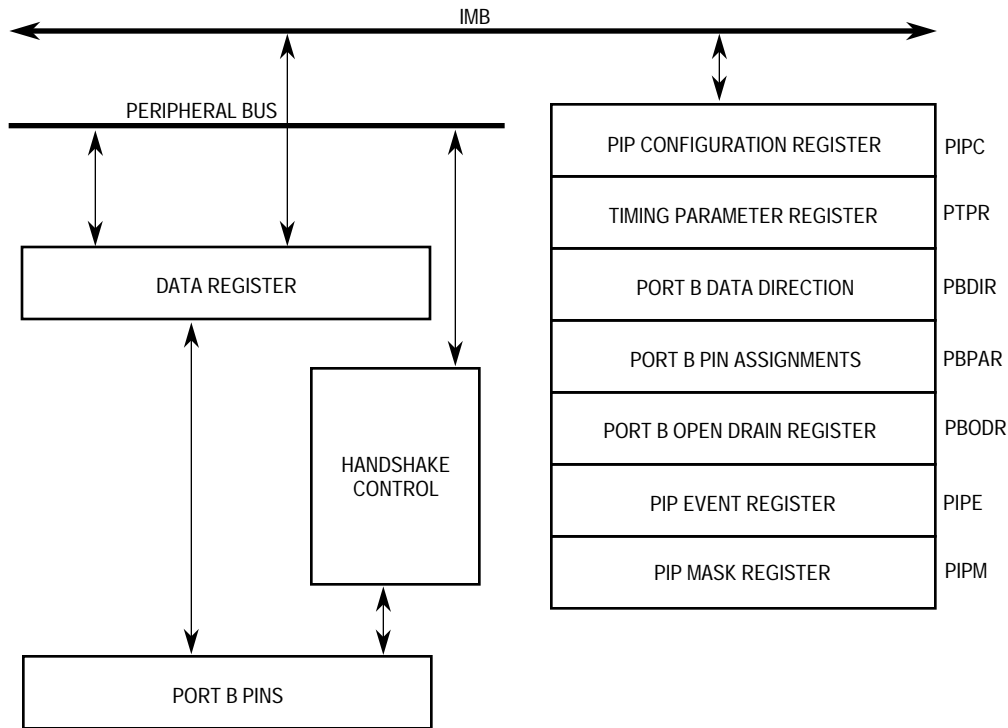 IMB
PERIPHERAL BUS
DATA REGISTER
HANDSHAKE
CONTROL
PORT B PINS
PIP CONFIGURATION REGISTER PIPC
TIMING PARAMETER REGISTER PTPR
PORT B DATA DIRECTION PBDIR
PORT B PIN ASSIGNMENTS PBPAR
PORT B OPEN DRAIN REGISTER PBODR
PIP EVENT REGISTER PIPE
PIP MASK REGISTER PIPM